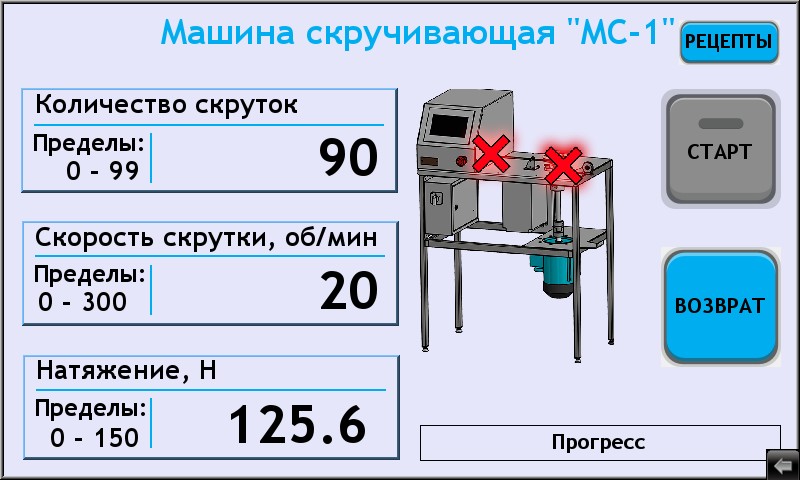 Машина скручивающая "МС-1"
РЕЦЕПТЫ
Количество скруток
Пределы:
0 - 99
90
СТАРТ
Скорость скрутки, об/мин
Пределы:
0 - 300
20
ВОЗВРАТ
Натяжение, Н
Пределы:
0 - 150
125.6
Прогресс